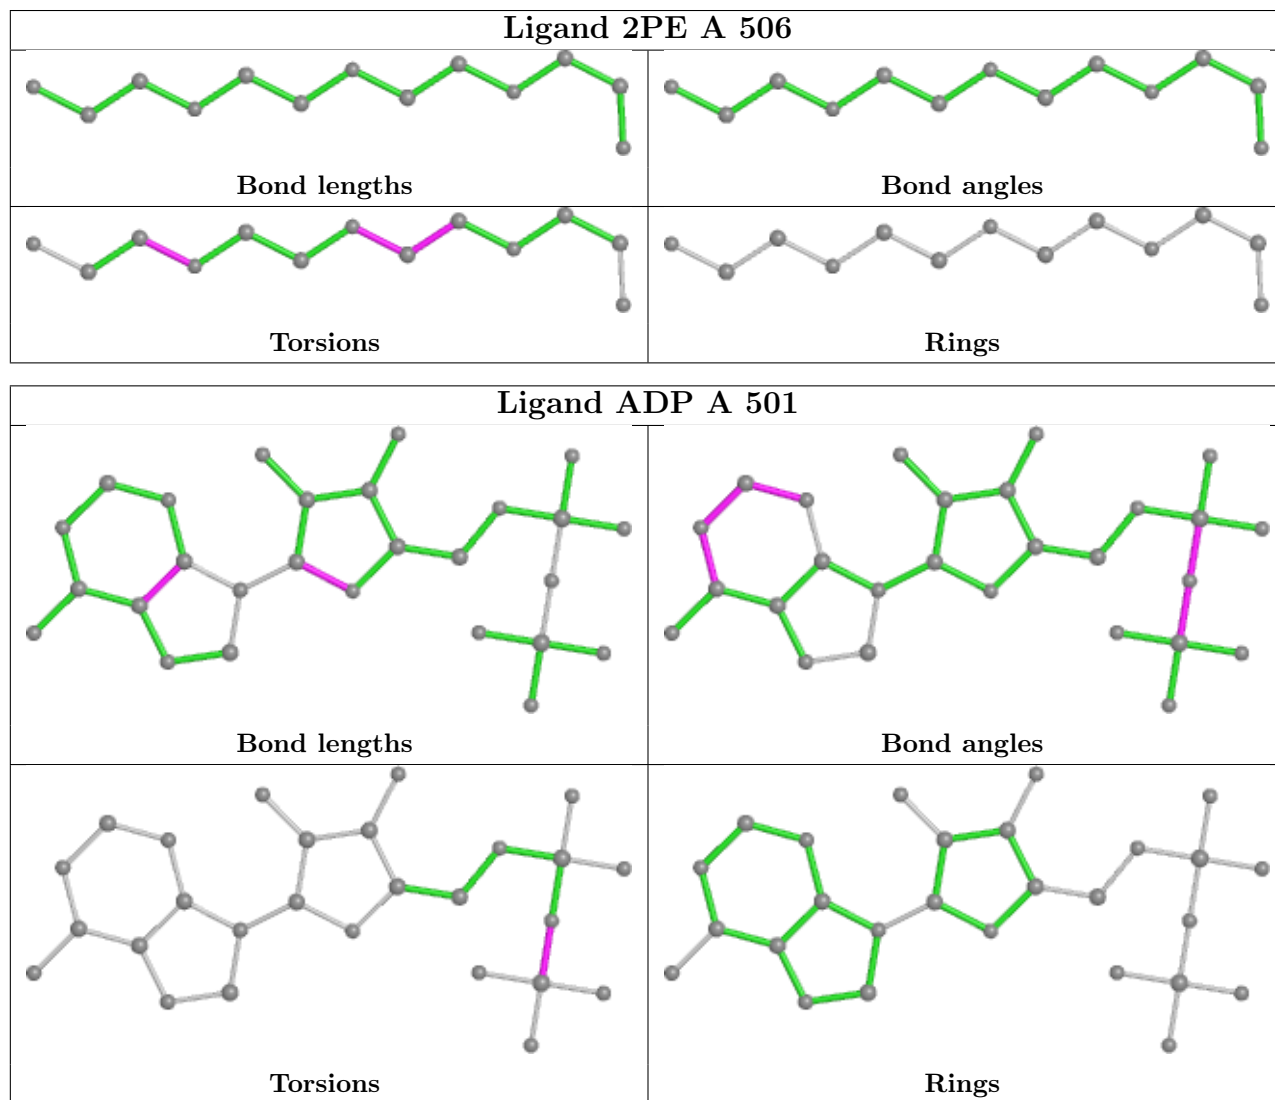 Ligand 2PE A 506
Bond lengths
Bond angles
Torsions
Rings
Ligand ADP A 501
Bond lengths
Bond angles
Torsions
Rings